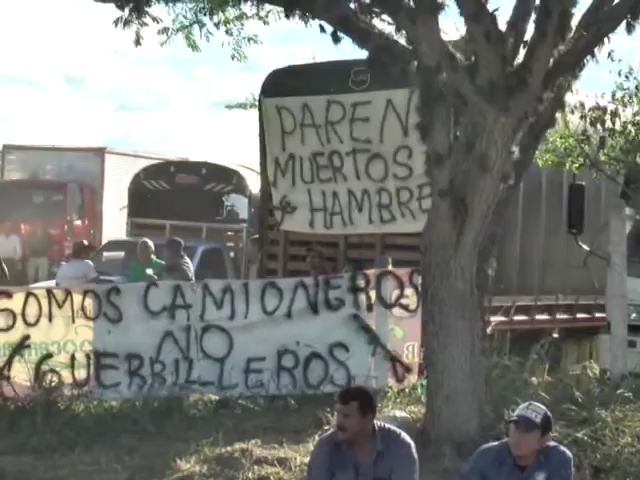 PAREN
MUERTOS
de HAMBRE
SOMOS CAMIONEROS
NO
GUERRILLEROS